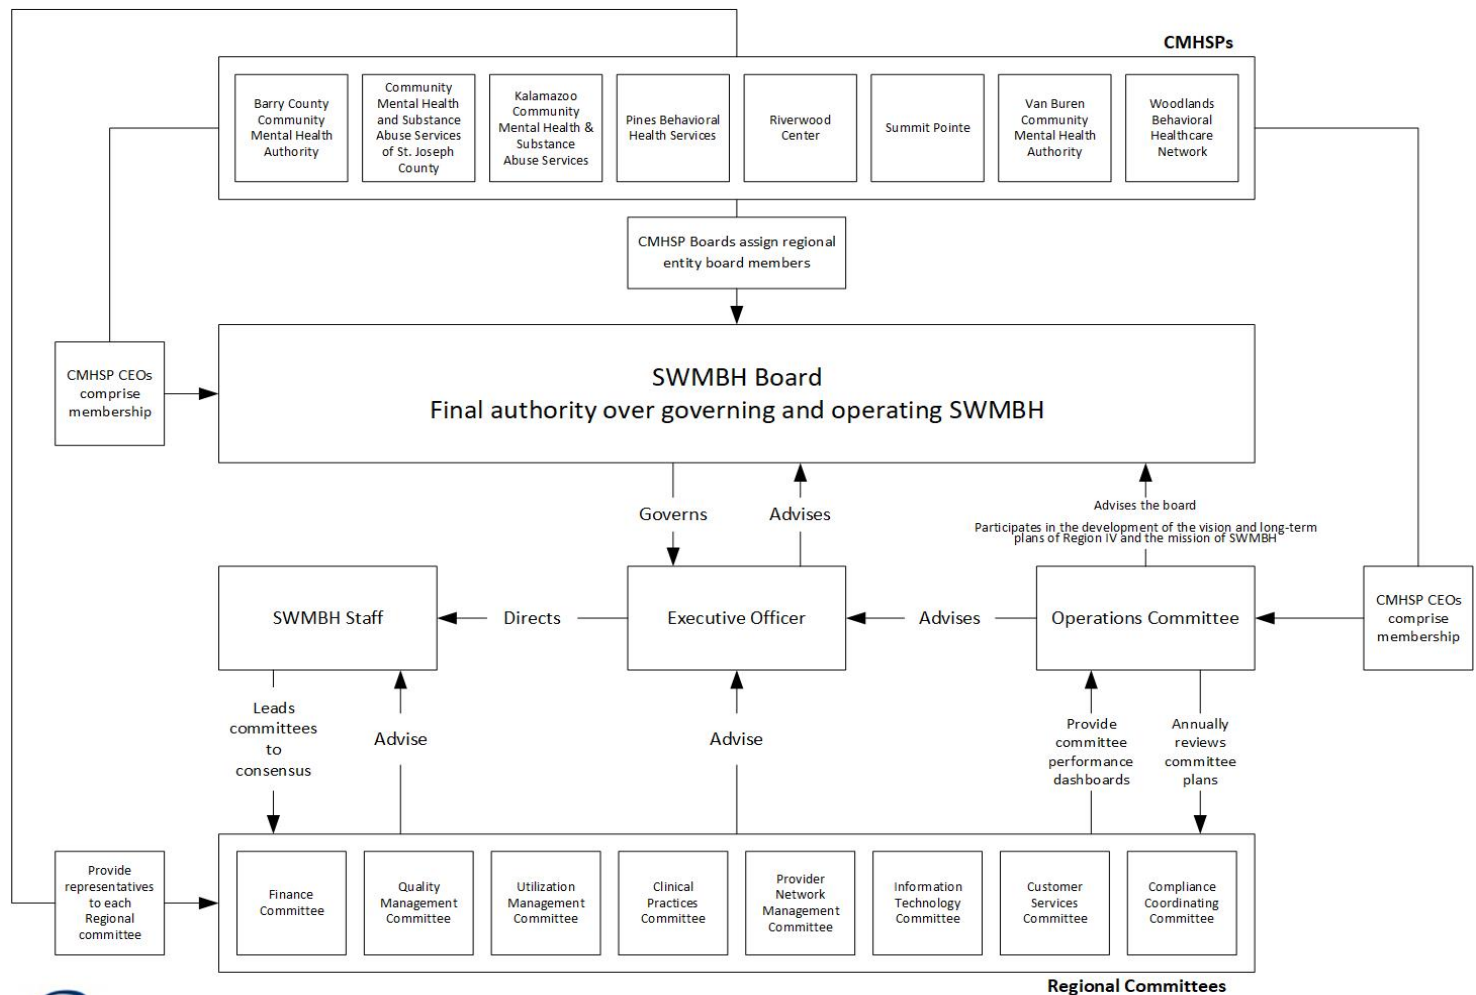 CMHSPs
Barry County
Community
Mental Health
Authority
Community
Mental Health
and Substance
Abuse Services
of St. Joseph
County
Kalamazoo
Community
Mental Health &
Substance
Abuse Services
Pines Behavioral
Health Services
Riverwood
Center
Summit Pointe
Van Buren
Community
Mental Health
Authority
Woodlands
Behavioral
Healthcare
Network
CMHSP Boards assign regional
entity board members
CMHSP CEOs
comprise
membership
SWMBH Board
Final authority over governing and operating SWMBH
Governs
Advises
Advises the board
Participates in the development of the vision and long-term
plans of Region IV and the mission of SWMBH
SWMBH Staff
Directs
Executive Officer
Advises
Operations Committee
CMHSP CEOs
comprise
membership
Leads
committees
to
consensus
Advise
Advise
Provide
committee
performance
dashboards
Annually
reviews
committee
plans
Provide
representatives
to each
Regional
committee
Finance
Committee
Quality
Management
Committee
Utilization
Management
Committee
Clinical
Practices
Committee
Provider
Network
Management
Committee
Information
Technology
Committee
Customer
Services
Committee
Compliance
Coordinating
Committee
Regional Committees